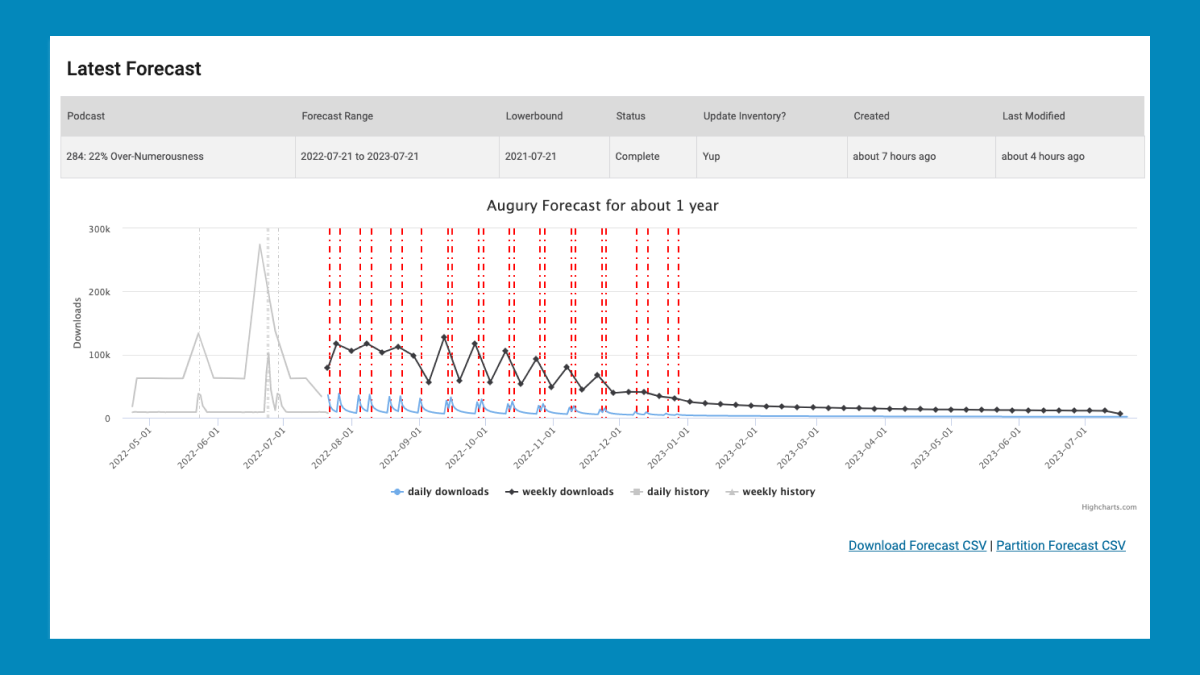 Latest Forecast
Podcast Forecast Range Lowerbound Status Update Inventory? Created Last Modified
284: 22% Over-Numerousness 2022-07-21 to 2023-07-21 2021-07-21 Complete Yup about 7 hours ago about 4 hours ago
Augury Forecast for about 1 year
300k
200k
100k
0
Downloads
2022-05-01 2022-06-01 2022-07-01 2022-08-01 2022-09-01 2022-10-01 2022-11-01 2022-12-01 2023-01-01 2023-02-01 2023-03-01 2023-04-01 2023-05-01 2023-06-01 2023-07-01
daily downloads weekly downloads daily history weekly history
Highcharts.com
Download Forecast CSV | Partition Forecast CSV